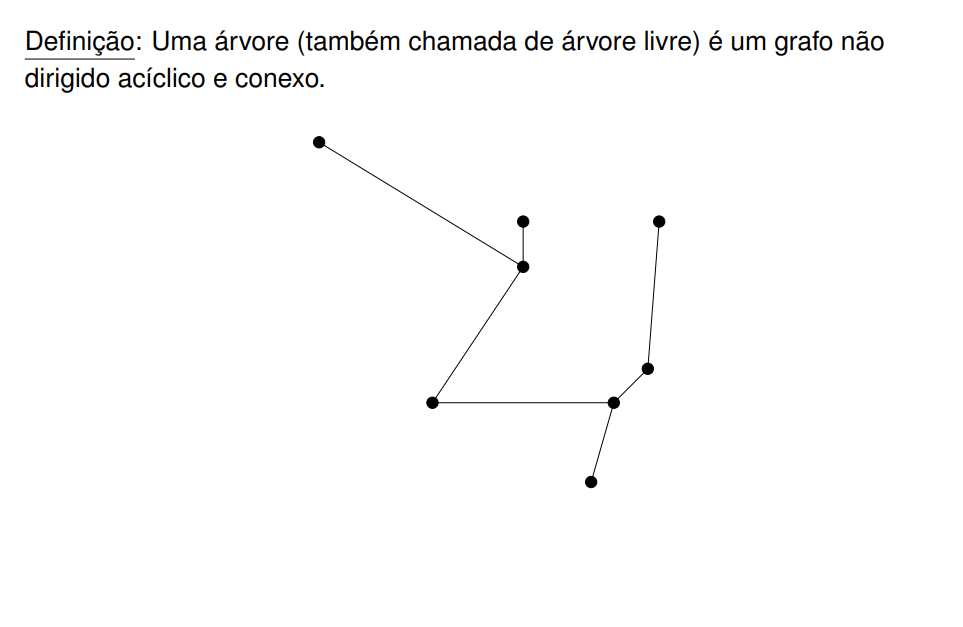 Definição: Uma árvore (também chamada de árvore livre) é um grafo não
dirigido acíclico e conexo.